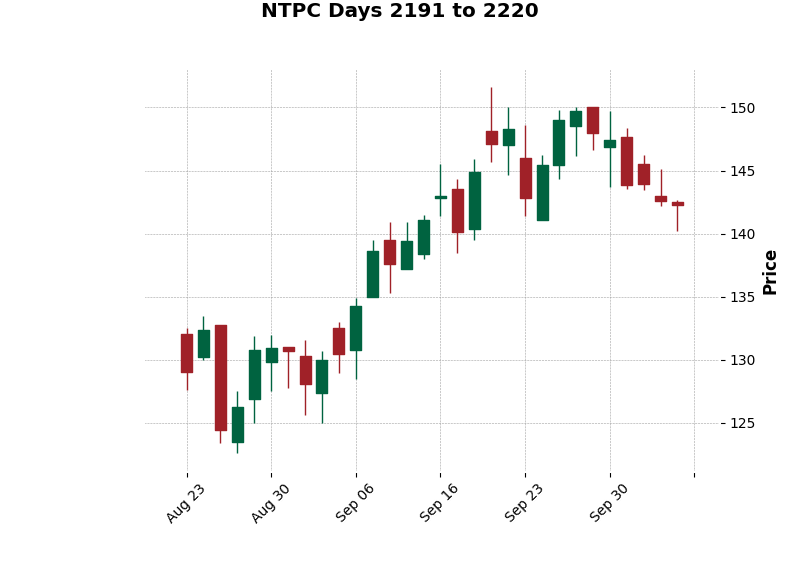 NTPC Days 2191 to 2220
150
145
140
135
130
125
Price
Aug 23
Aug 30
Sep 06
Sep 16
Sep 23
Sep 30